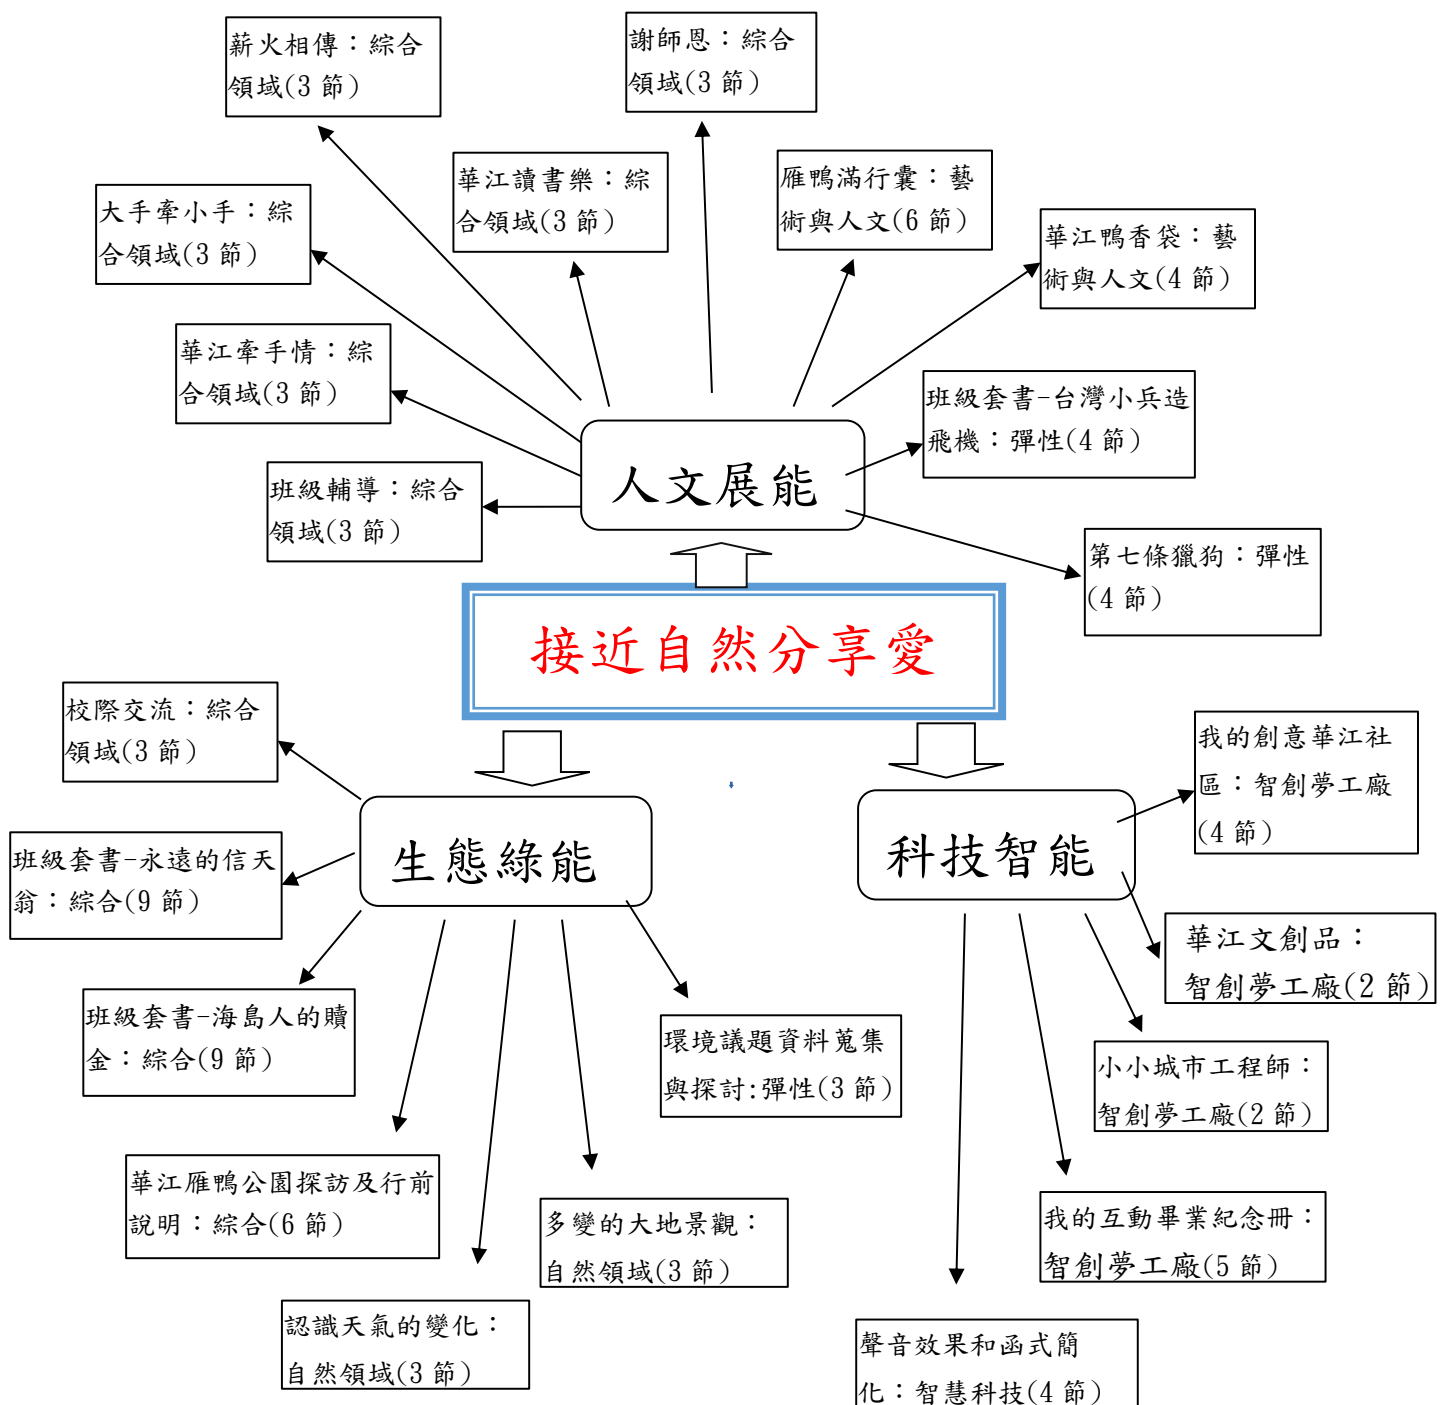 薪火相傳：綜合
領域(3 節)
謝師恩：綜合
領域(3 節)
華江讀書樂：綜
合領域(3 節)
雁鴨滿行囊：藝
術與人文(6 節)
大手牽小手：綜
合領域(3 節)
華江鴨香袋：藝
術與人文(4 節)
華江牽手情：綜
合領域(3 節)
班級套書-台灣小兵造
飛機：彈性(4 節)
班級輔導：綜合
領域(3 節)
人文展能
第七條獵狗：彈性
(4 節)
接近自然分享愛
校際交流：綜合
領域(3 節)
班級套書-永遠的信天
翁：綜合(9 節)
生態綠能
班級套書-海島人的贖
金：綜合(9 節)
華江雁鴨公園探訪及行前
說明：綜合(6 節)
認識天氣的變化：
自然領域(3 節)
多變的大地景觀：
自然領域(3 節)
環境議題資料蒐集
與探討:彈性(3 節)
科技智能
我的創意華江社
區：智創夢工廠
(4 節)
華江文創品：
智創夢工廠(2 節)
小小城市工程師：
智創夢工廠(2 節)
我的互動畢業紀念冊：
智創夢工廠(5 節)
聲音效果和函式簡
化：智慧科技(4 節)